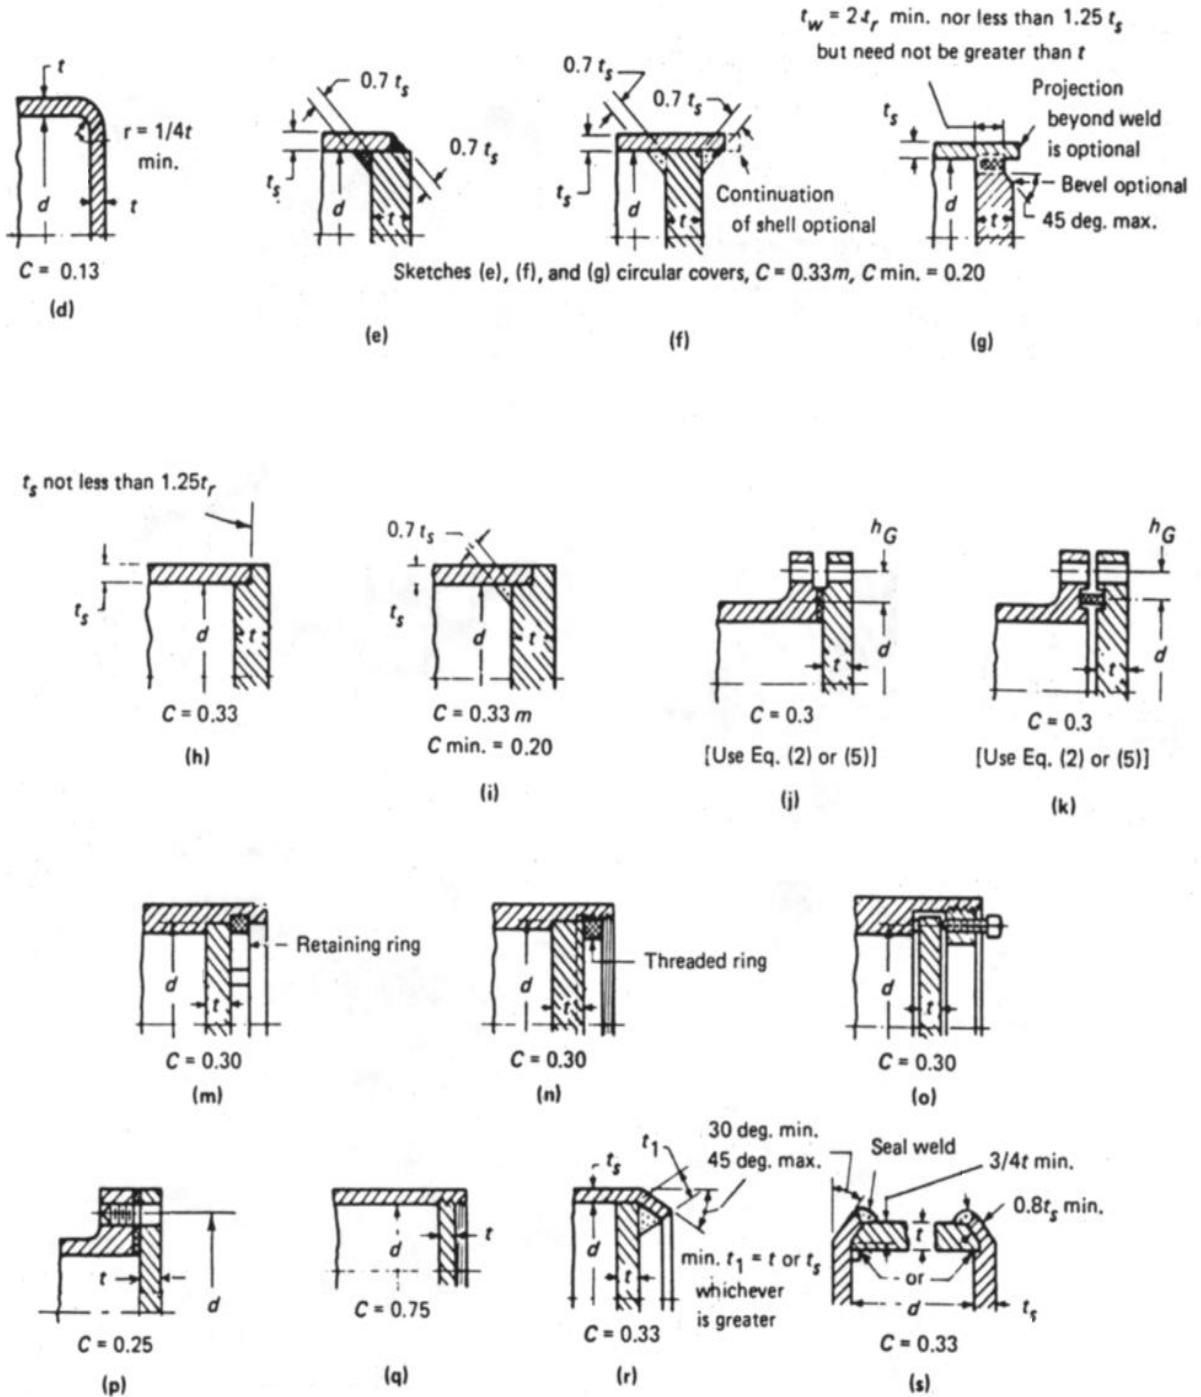 t_w = 2 t_r min. nor less than 1.25 t_s
but need not be greater than t
t
r = 1/4t
min.
d
t
C = 0.13
(d)
0.7 t_s
0.7 t_s
t_s
d
t
(e)
0.7 t_s
0.7 t_s
t_s
d
t
Continuation
of shell optional
(f)
Projection
beyond weld
is optional
t_s
Bevel optional
45 deg. max.
d
t
(g)
Sketches (e), (f), and (g) circular covers, C = 0.33m, C min. = 0.20
t_s not less than 1.25t_r
t_s
d
t
C = 0.33
(h)
0.7 t_s
t_s
d
t
C = 0.33 m
C min. = 0.20
(i)
h_G
d
t
C = 0.3
[Use Eq. (2) or (5)]
(j)
h_G
d
t
C = 0.3
[Use Eq. (2) or (5)]
(k)
d
t
Retaining ring
C = 0.30
(m)
d
t
Threaded ring
C = 0.30
(n)
d
t
C = 0.30
(o)
t
d
C = 0.25
(p)
t
d
C = 0.75
(q)
t_s
t_1
30 deg. min.
45 deg. max.
d
t
min. t_1 = t or t_s
whichever
is greater
C = 0.33
(r)
Seal weld
3/4t min.
0.8t_s min.
t
or
d
t_s
C = 0.33
(s)